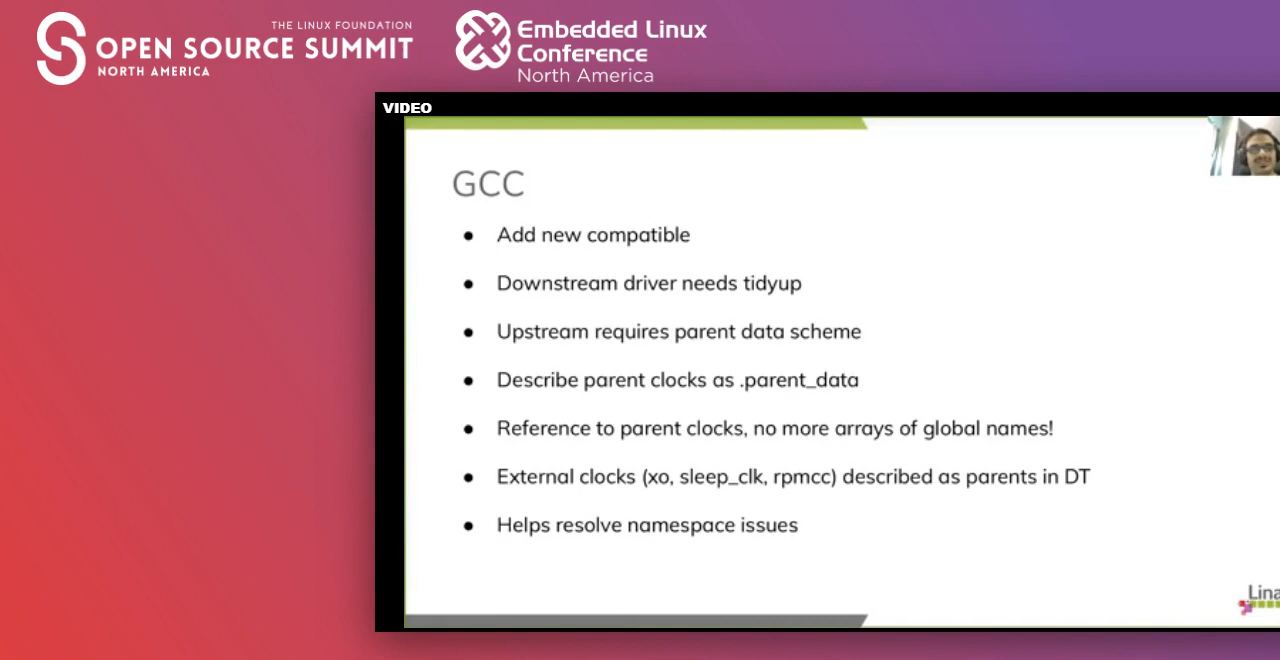 THE LINUX FOUNDATION
OPEN SOURCE SUMMIT
NORTH AMERICA
Embedded Linux
Conference
North America
VIDEO
GCC
● Add new compatible
● Downstream driver needs tidyup
● Upstream requires parent data scheme
● Describe parent clocks as .parent_data
● Reference to parent clocks, no more arrays of global names!
● External clocks (xo, sleep_clk, rpmcc) described as parents in DT
● Helps resolve namespace issues
Lina